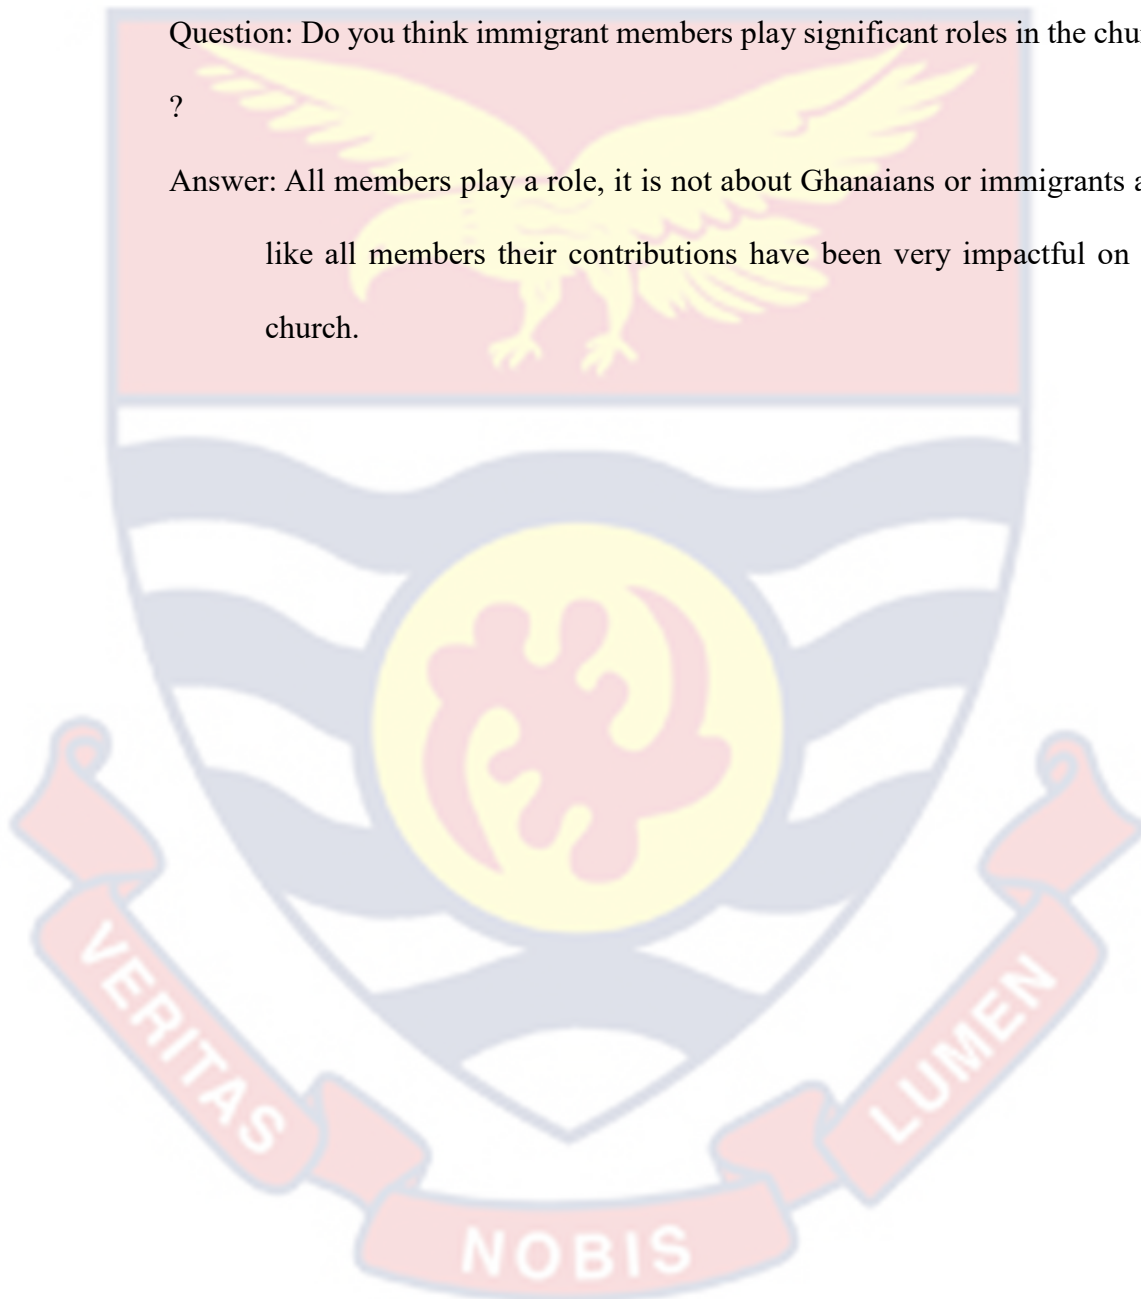 Question: Do you think immigrant members play significant roles in the
?
Answer: All members play a role, it is not about Ghanaians or immigrants
like all members their contributions have been very impactful on
church.
VERITAS
NOBIS
LUMEN